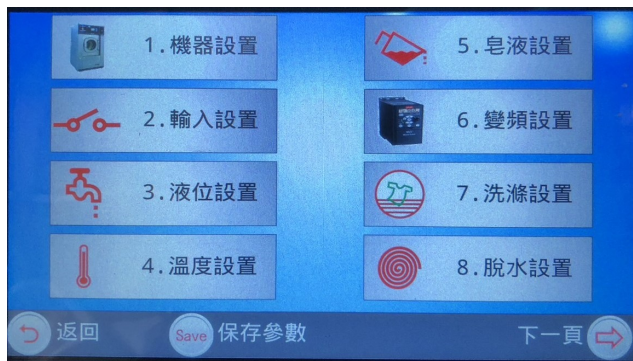 1.機器設置
2.輸入設置
3.液位設置
4.溫度設置
5.皂液設置
6.變頻設置
7.洗滌設置
8.脫水設置
返回
Save 保存參數
下一頁